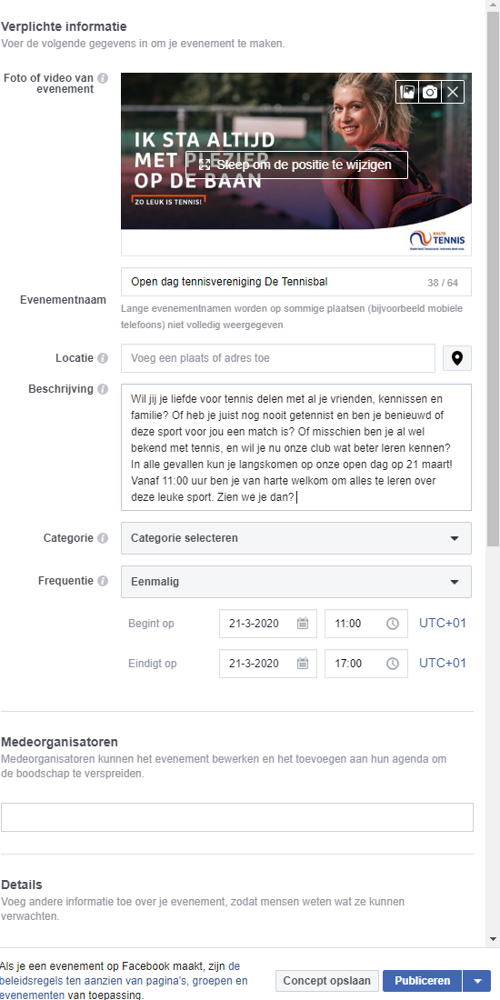 Verplichte informatie
Voer de volgende gegevens in om je evenement te maken.
Foto of video van
evenement
IK STA ALTIJD
MET PLEZIER
OP DE BAAN
Sleep om de positie te wijzigen
ZO LEUK IS TENNIS!
KNLTB
TENNIS
Evenementnaam
Open dag tennisvereniging De Tennisbal
38 / 64
Lange evenementnamen worden op sommige plaatsen (bijvoorbeeld mobiele
telefoons) niet volledig weergegeven
Locatie
Voeg een plaats of adres toe
Beschrijving
Wil jij je liefde voor tennis delen met al je vrienden, kennissen en
familie? Of heb je juist nog nooit getennist en ben je benieuwd of
deze sport voor jou een match is? Of misschien ben je al wel
bekend met tennis, en wil je nu onze club wat beter leren kennen?
In alle gevallen kun je langskomen op onze open dag op 21 maart!
Vanaf 11:00 uur ben je van harte welkom om alles te leren over
deze leuke sport. Zien we je dan?
Categorie
Categorie selecteren
Frequentie
Eenmalig
Begint op
21-3-2020
11:00
UTC+01
Eindigt op
21-3-2020
17:00
UTC+01
Medeorganisatoren
Medeorganisatoren kunnen het evenement bewerken en het toevoegen aan hun agenda om
de boodschap te verspreiden.
Details
Voeg andere informatie toe over je evenement, zodat mensen weten wat ze kunnen
verwachten.
Als je een evenement op Facebook maakt, zijn de
beleidsregels ten aanzien van pagina's, groepen en
evenementen van toepassing.
Concept opslaan
Publiceren